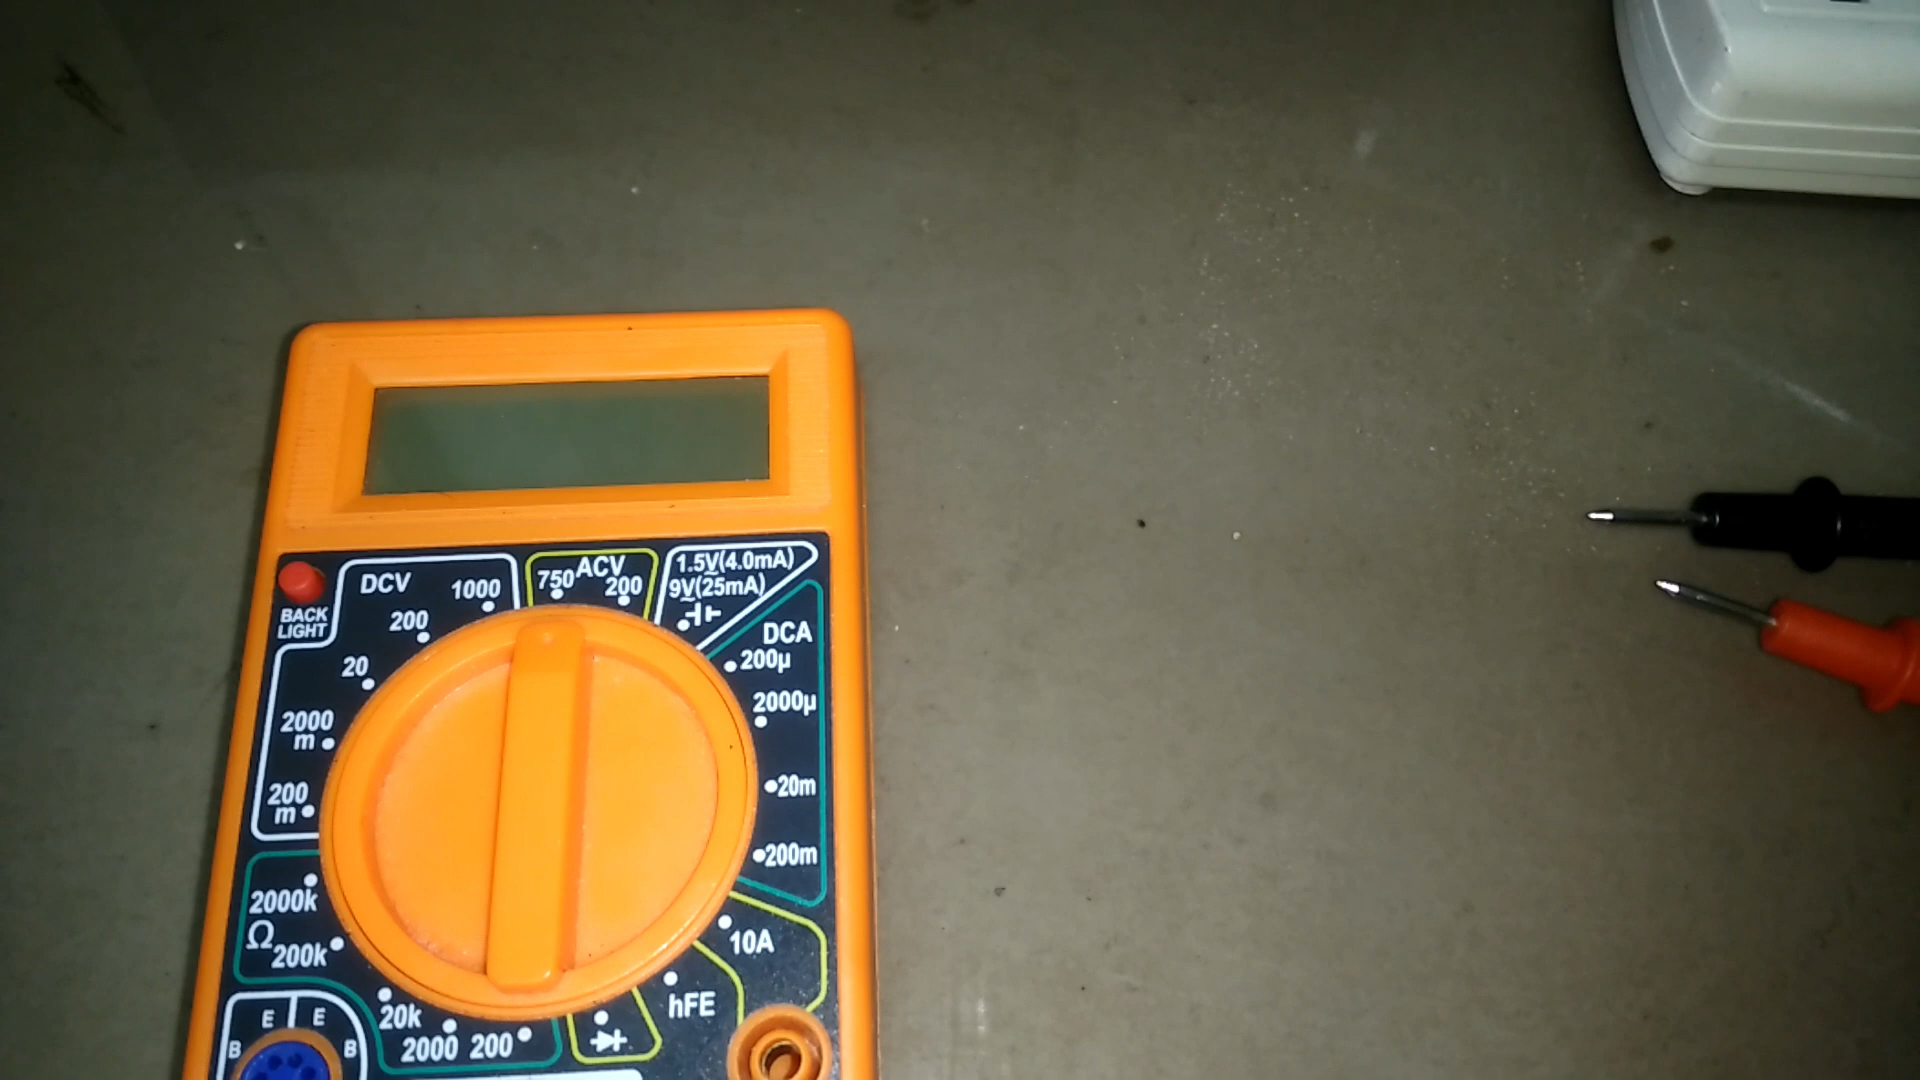 DCV
1000
200
20
2000
m
200
m
BACK
LIGHT
ACV
750
200
1.5V(4.0mA)
9V(25mA)
DCA
200µ
2000µ
20m
200m
10A
hFE
2000k
Ω
200k
20k
2000
200
E
E
B
B